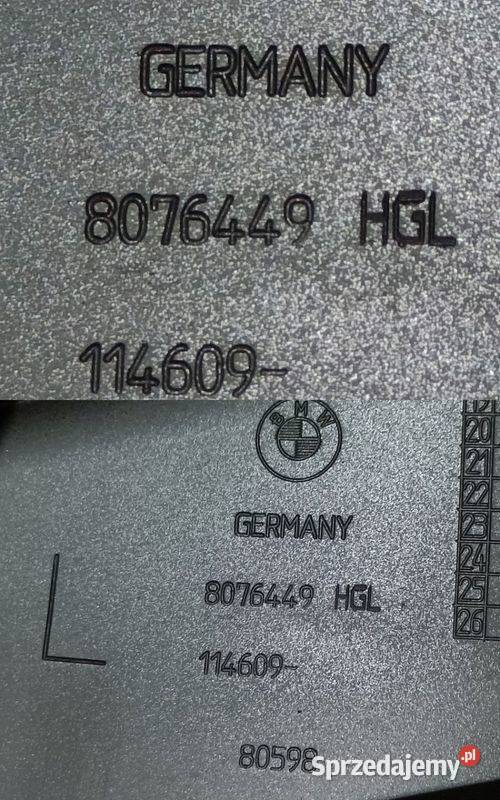 GERMANY
8076449 HGL
114609-
BMW
20
21
22
23
24
25
26
GERMANY
8076449 HGL
114609-
80598
Sprzedajemy.pl